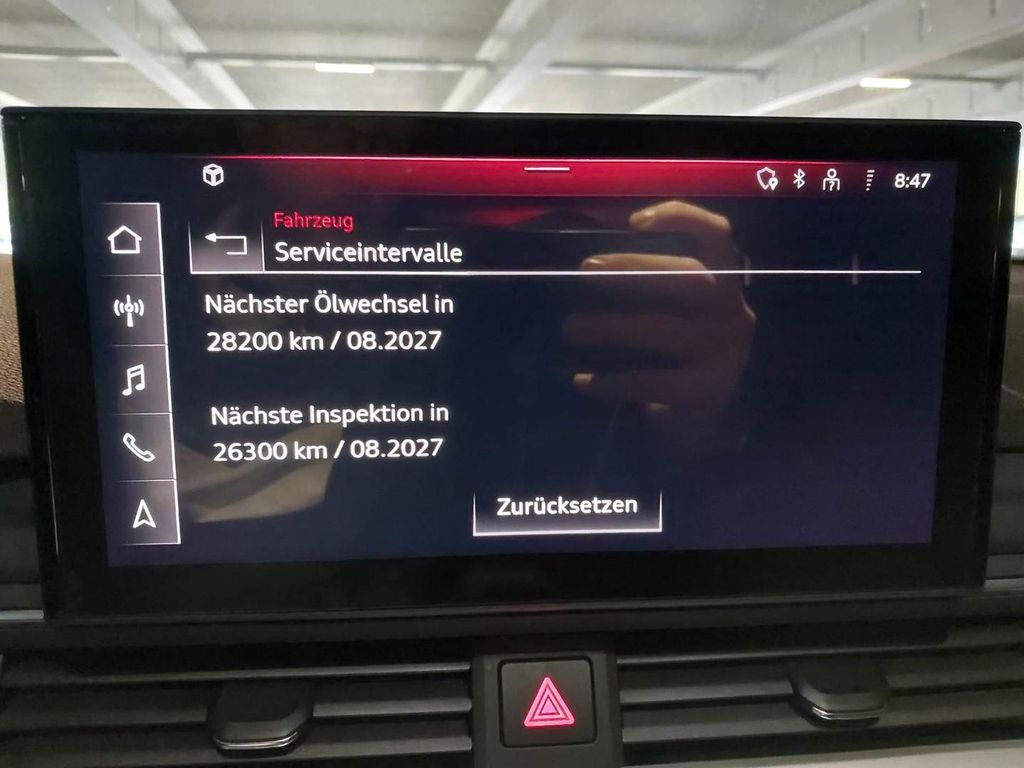 8:47
Fahrzeug
Serviceintervalle
Nächster Ölwechsel in
28200 km / 08.2027
Nächste Inspektion in
26300 km / 08.2027
Zurücksetzen